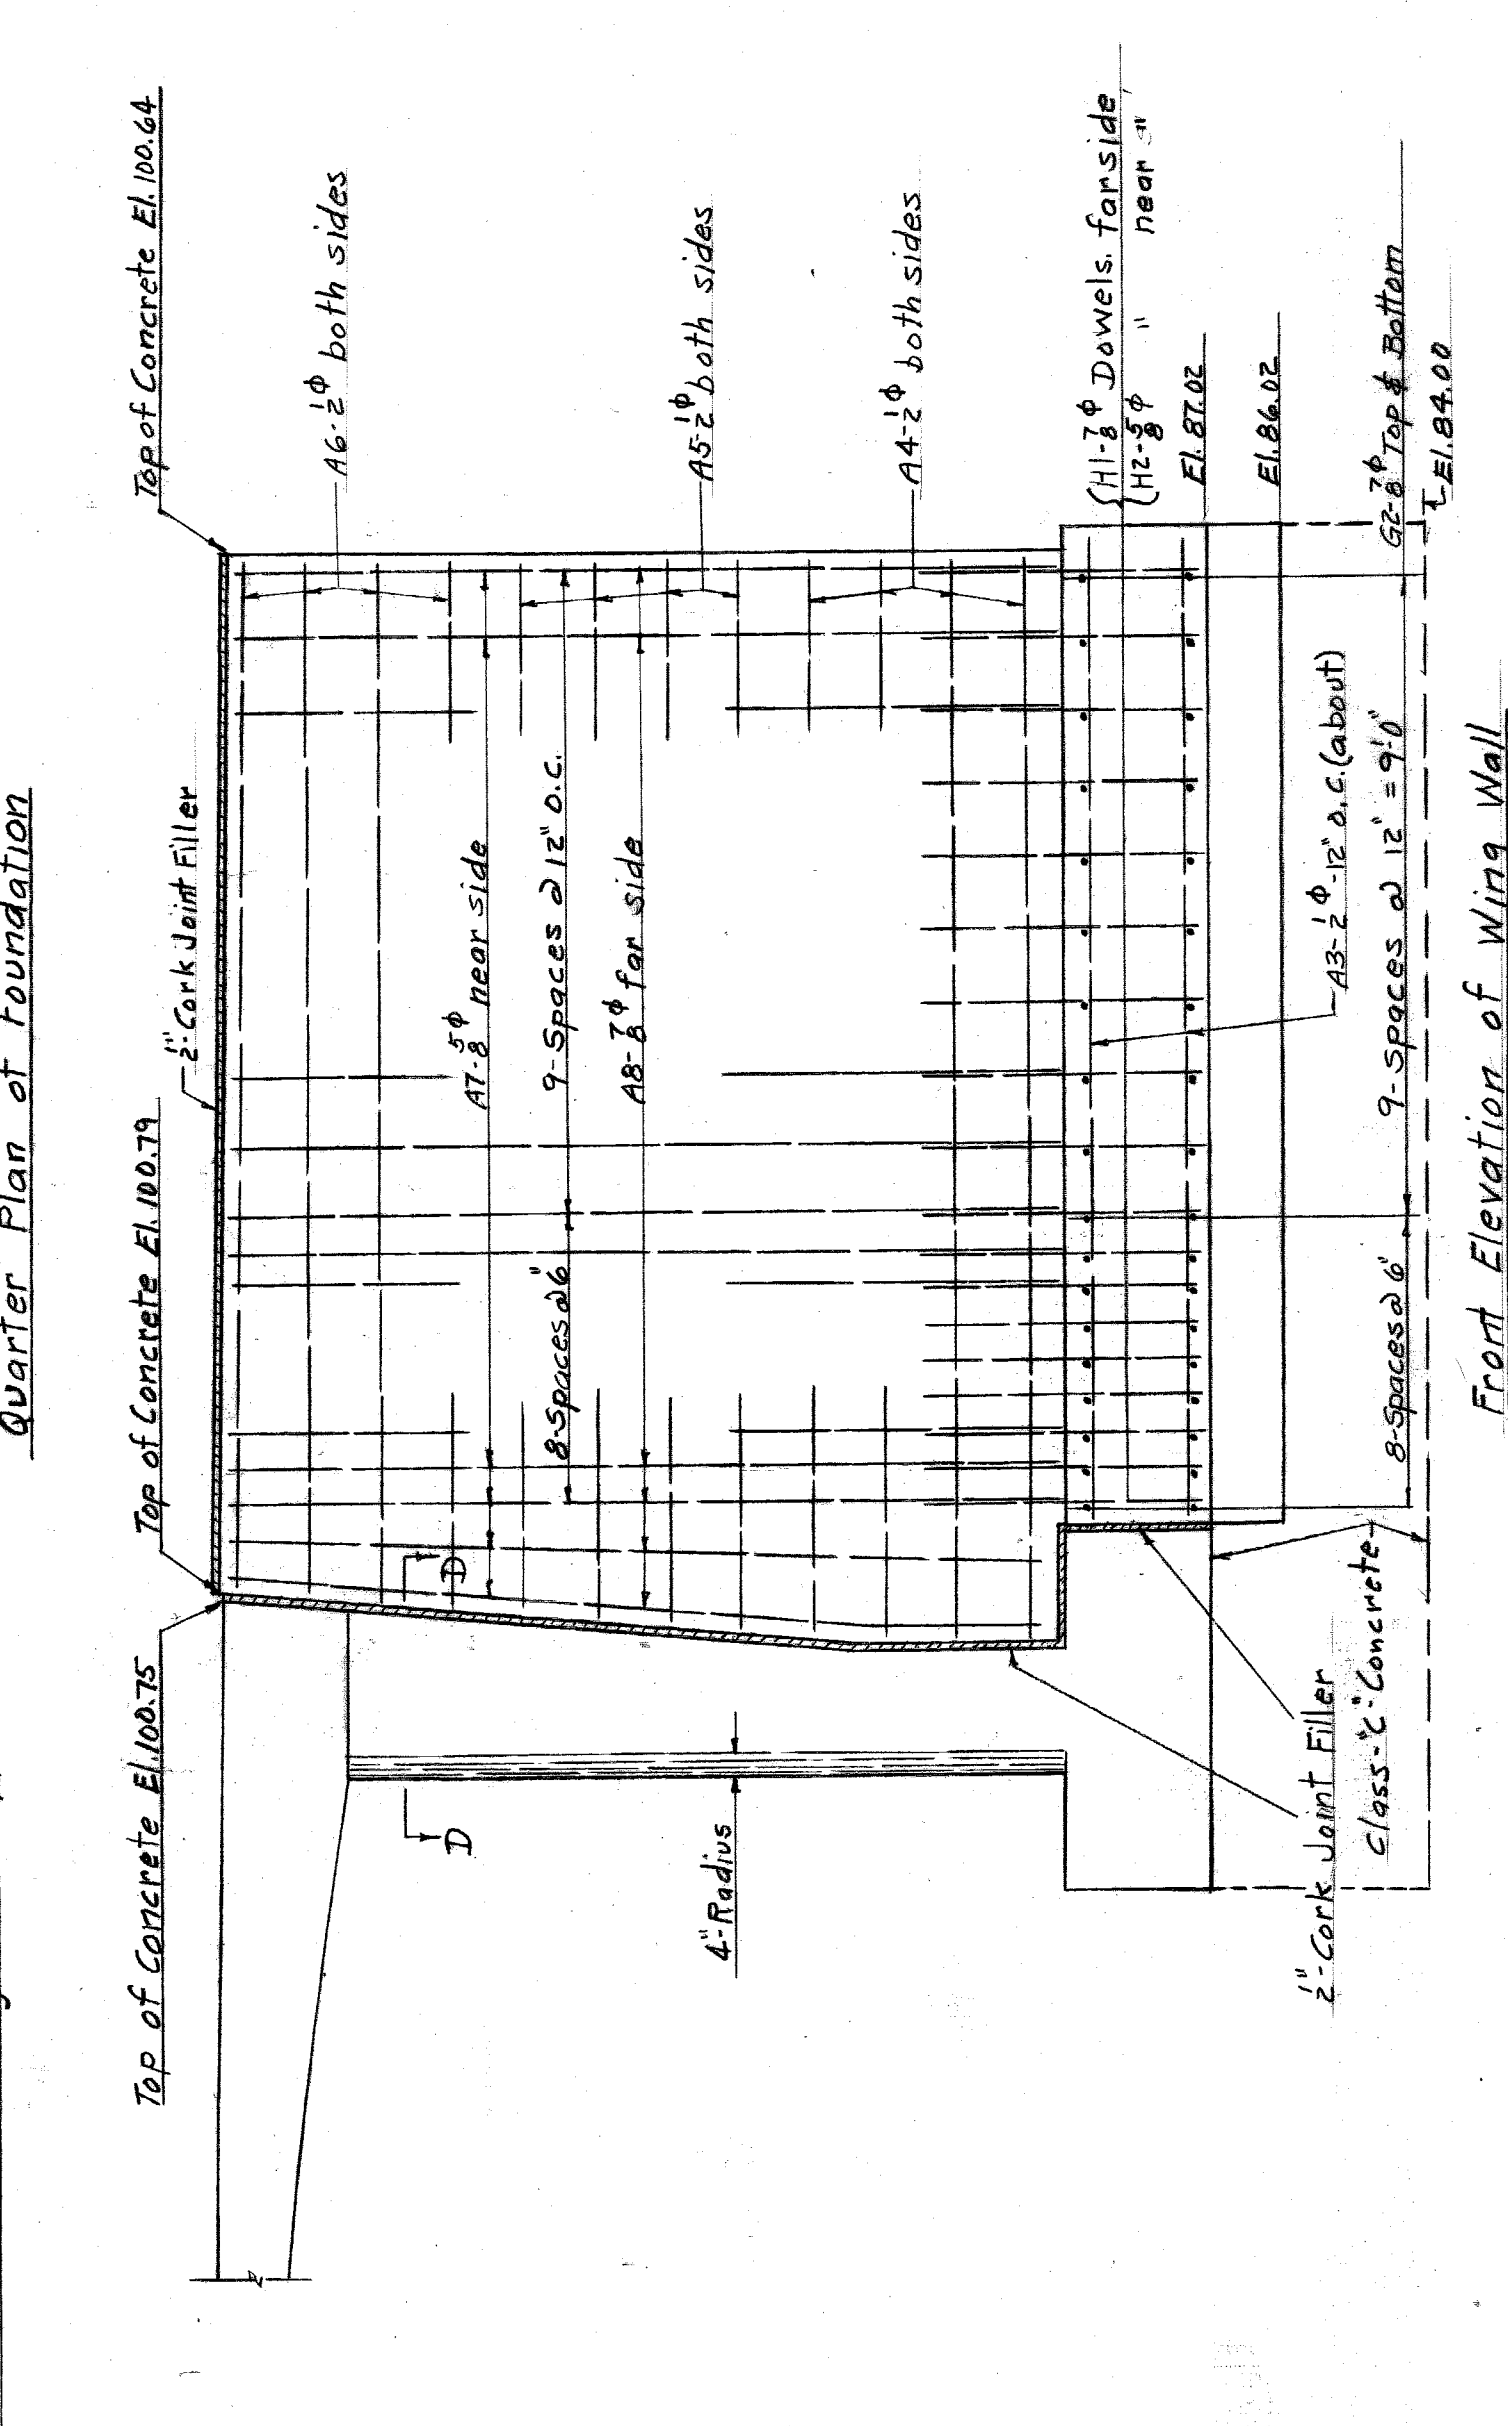 Quarter Plan of Foundation
Top of Concrete El. 100.75
Top of Concrete El. 100.79
Top of Concrete El. 100.64
1/2"-Cork Joint Filler
A6-1/2 Φ both sides
D
A7-5/8 Φ near side
9-Spaces @ 12" O.C.
8-Spaces @ 6"
A8-7/8 Φ far side
A5-1/2 Φ both sides
D
4"-Radius
A4-1/2 Φ both sides
H1-7/8 Φ Dowels. far side
H2-5/8 Φ " near "
El. 87.02
El. 86.02
1/2"-Cork Joint Filler
A3-1/2 Φ-12" O.C. (about)
Class-"C"-Concrete
8-Spaces @ 6"
9-Spaces @ 12" = 9'-0"
G2-7/8 Φ Top & Bottom
El. 84.00
Front Elevation of Wing Wall